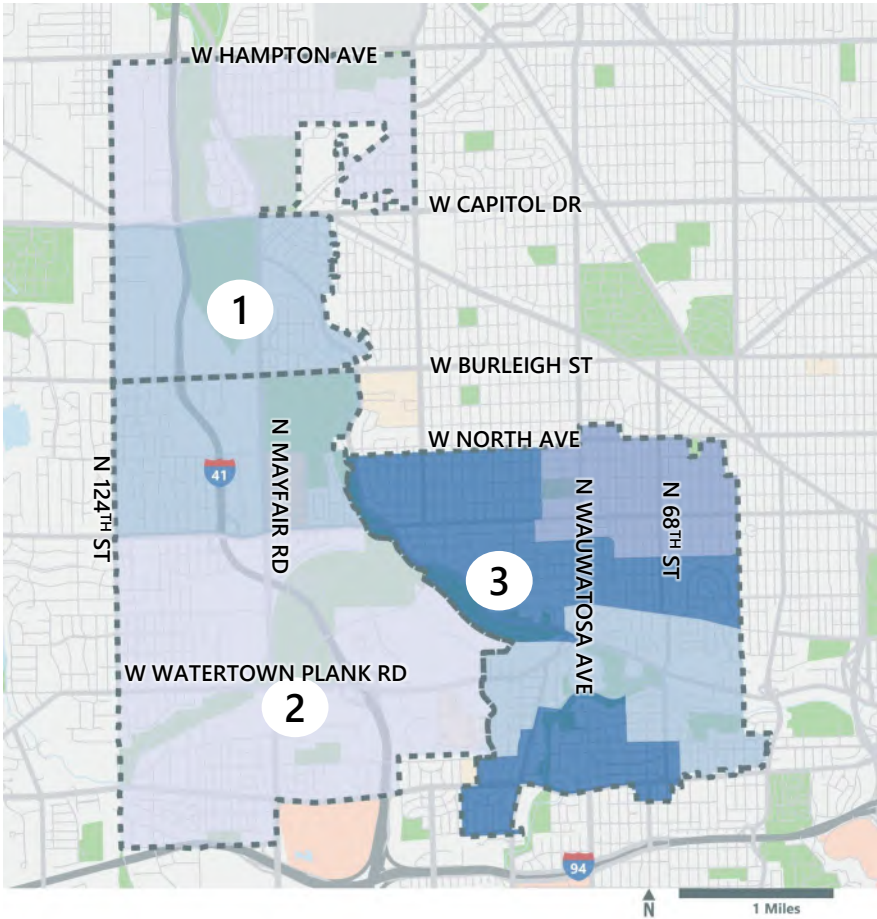 W HAMPTON AVE
W CAPITOL DR
1
W BURLEIGH ST
W NORTH AVE
N 124TH ST
41
N MAYFAIR RD
N WAUWATOSA AVE
N 68TH ST
3
W WATERTOWN PLANK RD
2
94
N
1 Miles